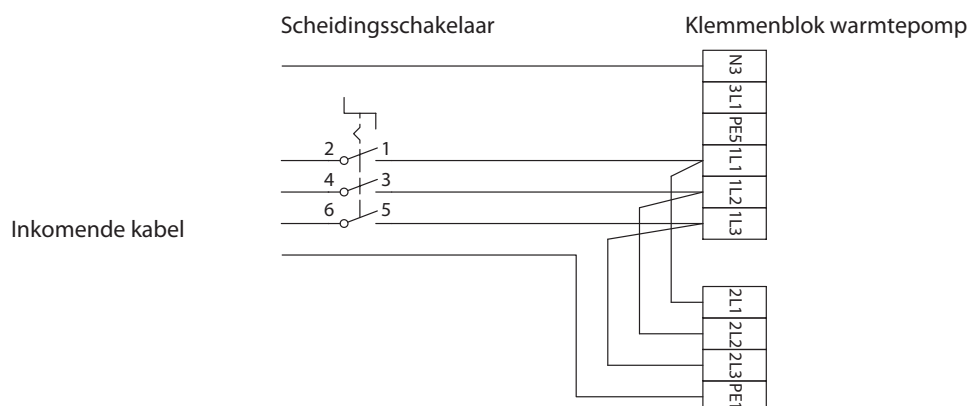 Scheidingsschakelaar
Klemmenblok warmtepomp
N3
3L1
PE5
2 1
1L1
4 3
1L2
6 5
1L3
Inkomende kabel
2L1
2L2
2L3
PE1